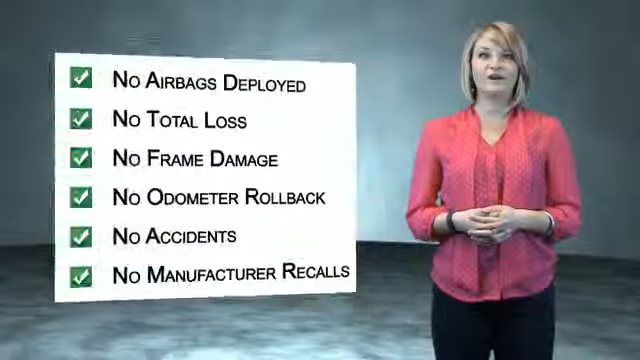 No Airbags Deployed
No Total Loss
No Frame Damage
No Odometer Rollback
No Accidents
No Manufacturer Recalls